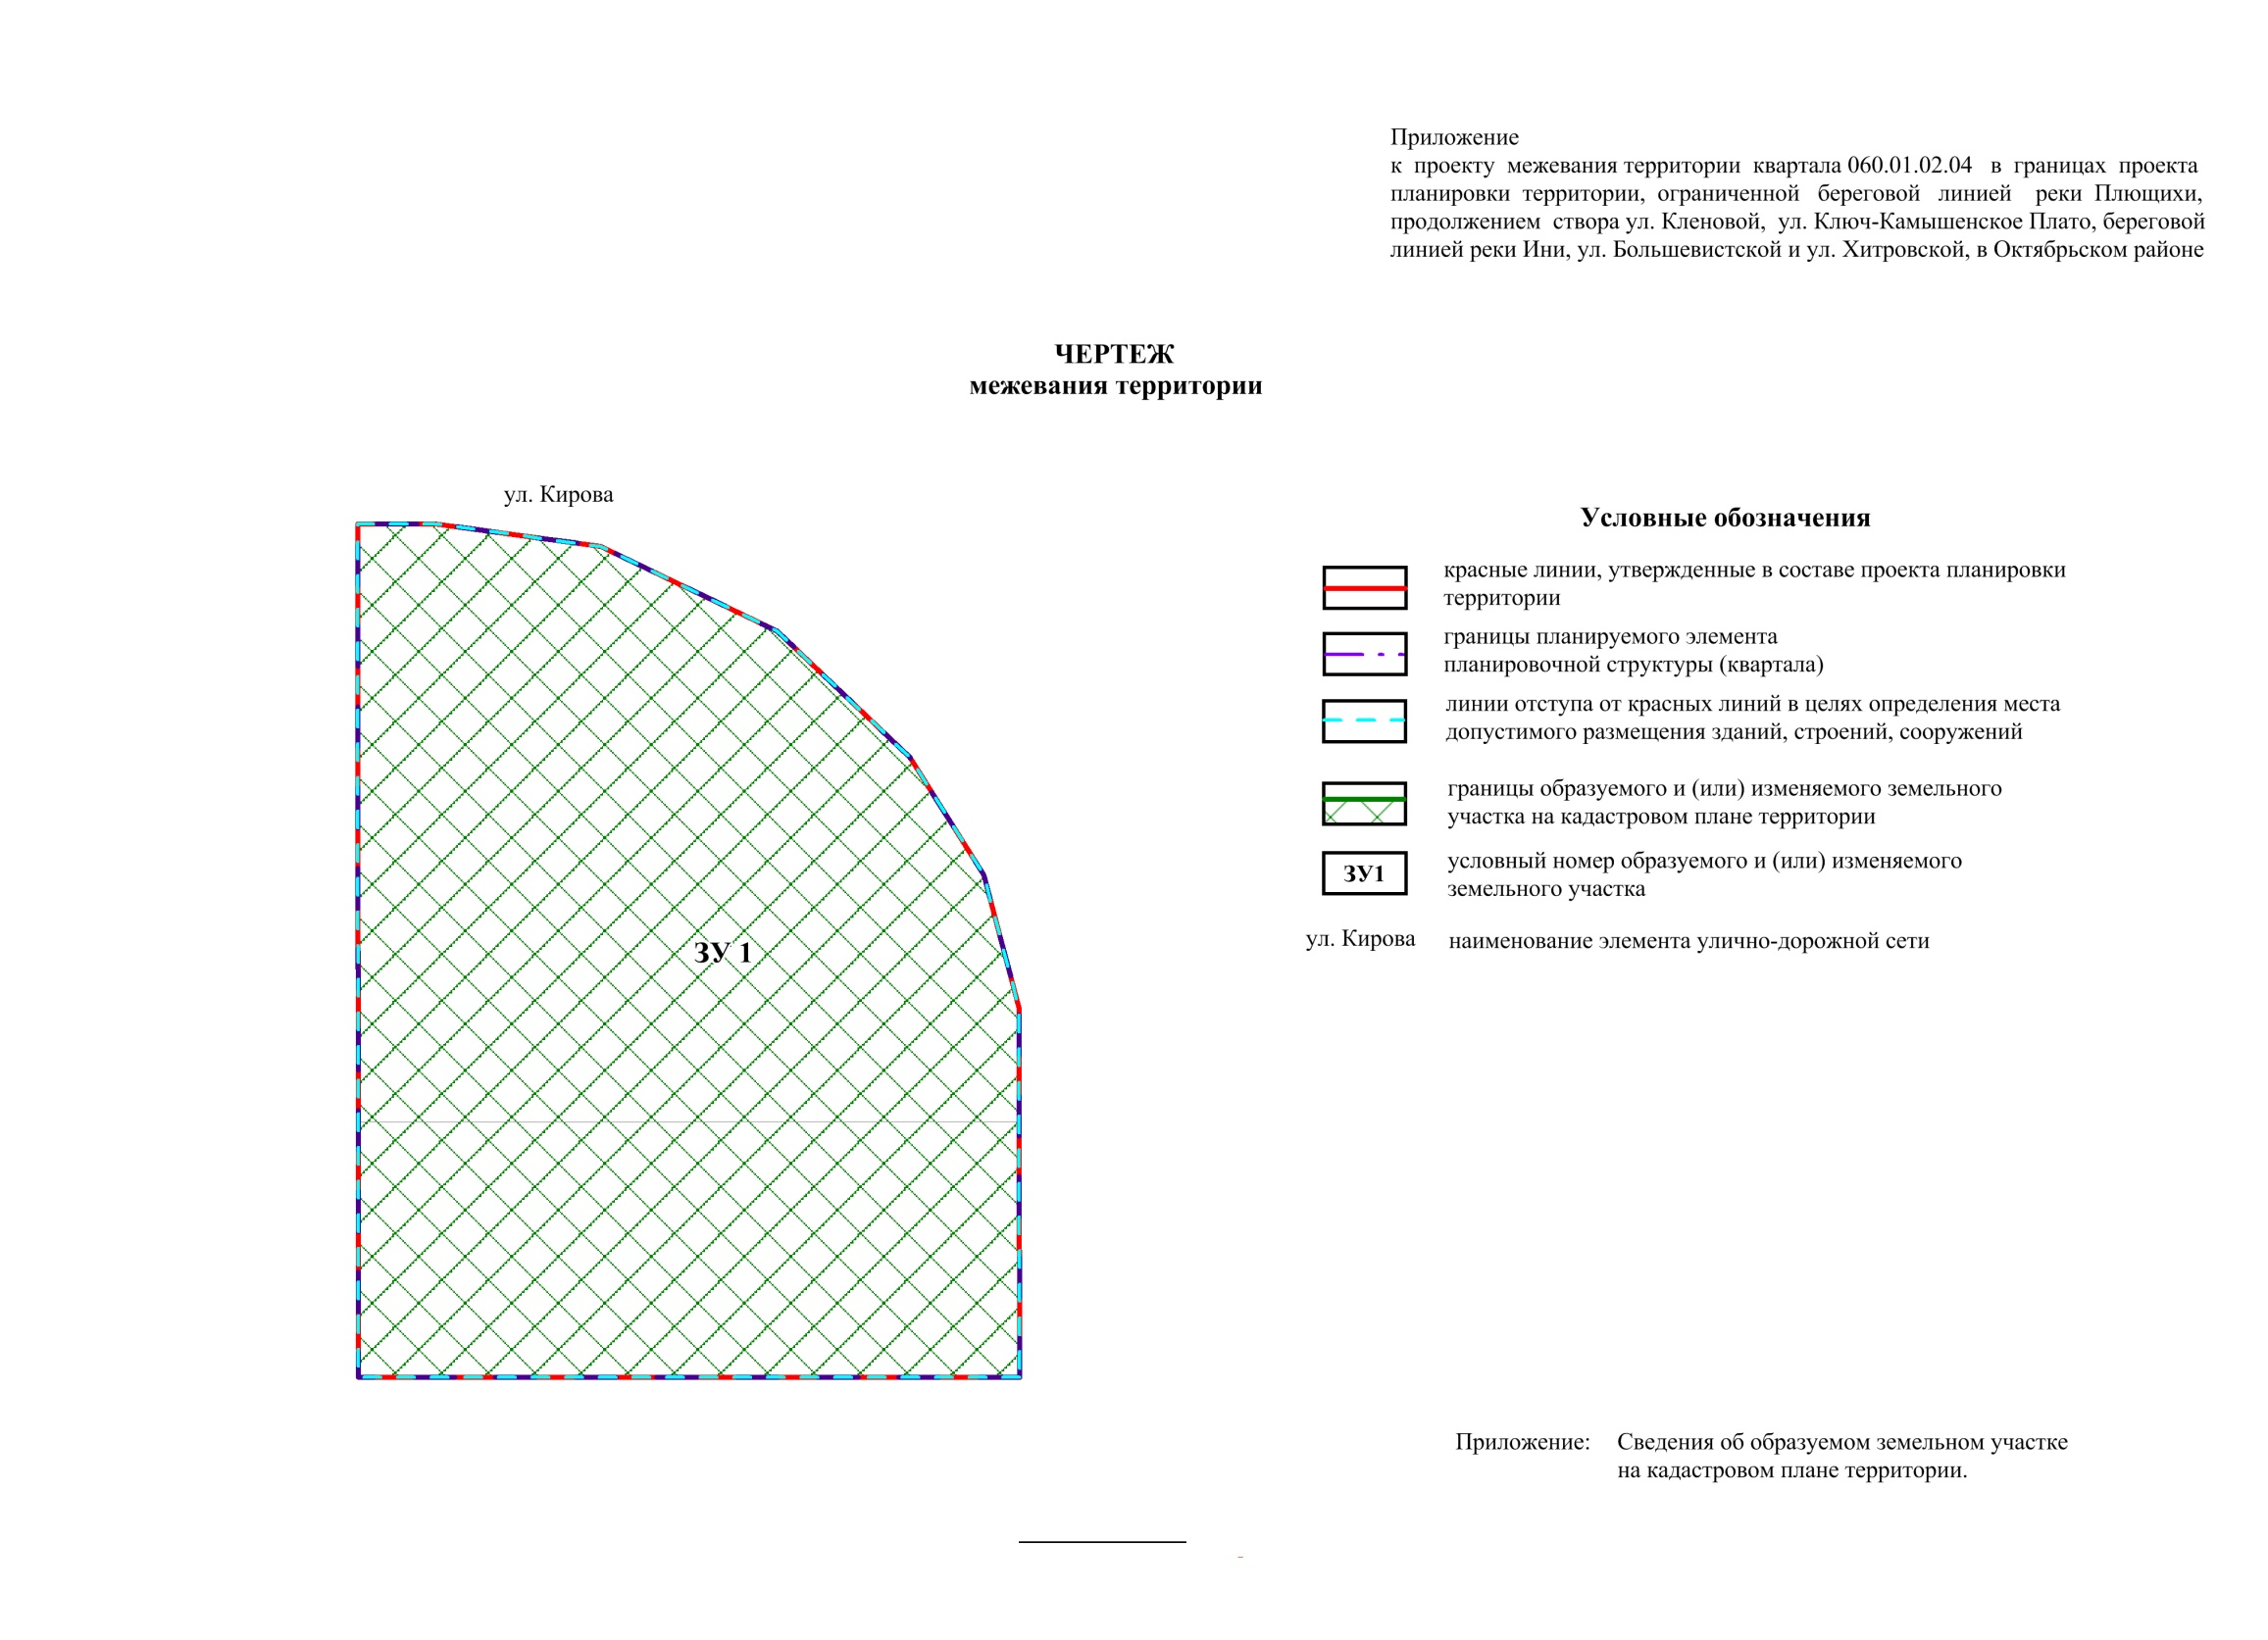 Приложение
к проекту межевания территории квартала 060.01.02.04 в границах проекта
планировки территории, ограниченной береговой линией реки Плющихи,
продолжением створа ул. Кленовой, ул. Ключ-Камышенское Плато, береговой
линией реки Ини, ул. Большевистской и ул. Хитровской, в Октябрьском районе
ЧЕРТЕЖ
межевания территории
ул. Кирова
ЗУ 1
Условные обозначения
красные линии, утвержденные в составе проекта планировки
территории
границы планируемого элемента
планировочной структуры (квартала)
линии отступа от красных линий в целях определения места
допустимого размещения зданий, строений, сооружений
границы образуемого и (или) изменяемого земельного
участка на кадастровом плане территории
ЗУ1
условный номер образуемого и (или) изменяемого
земельного участка
ул. Кирова наименование элемента улично-дорожной сети
Приложение: Сведения об образуемом земельном участке
на кадастровом плане территории.